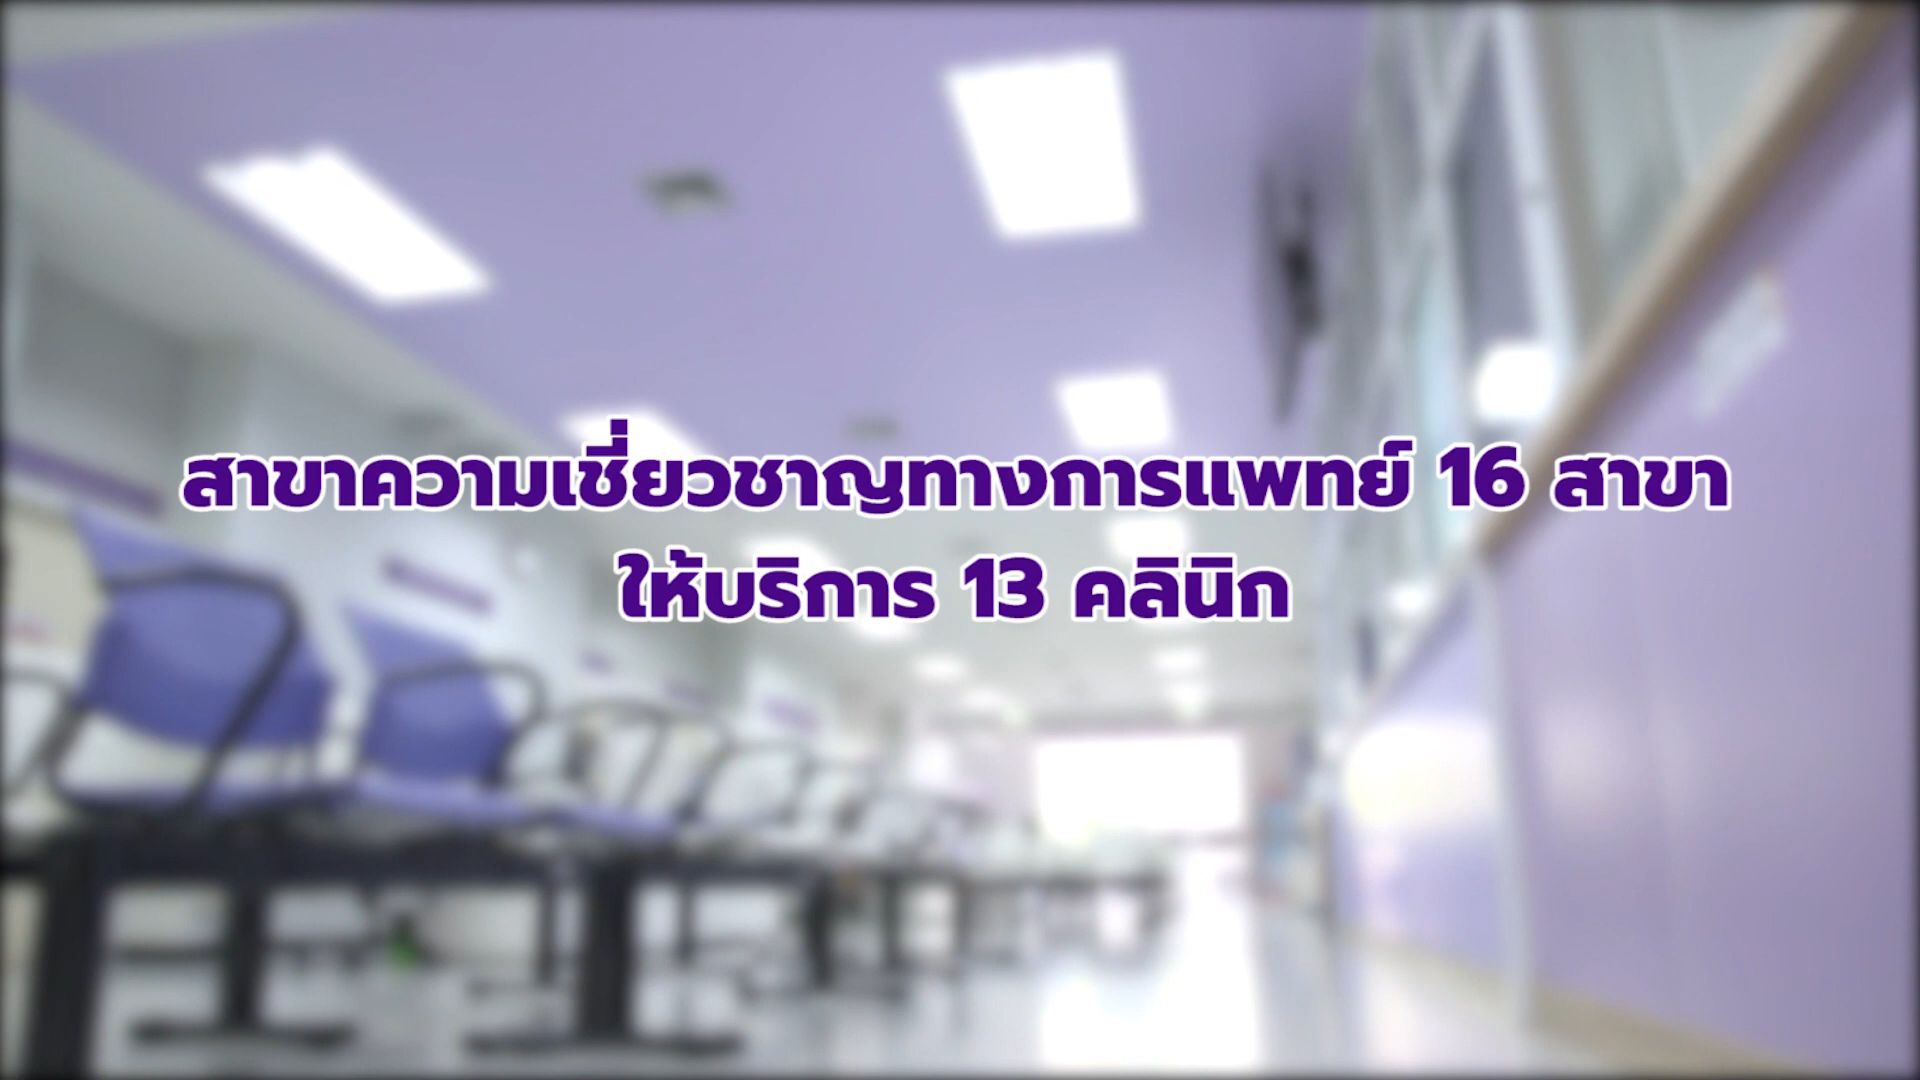 สาขาความเชี่ยวชาญทางการแพทย์ 16 สาขา
ให้บริการ 13 คลินิก